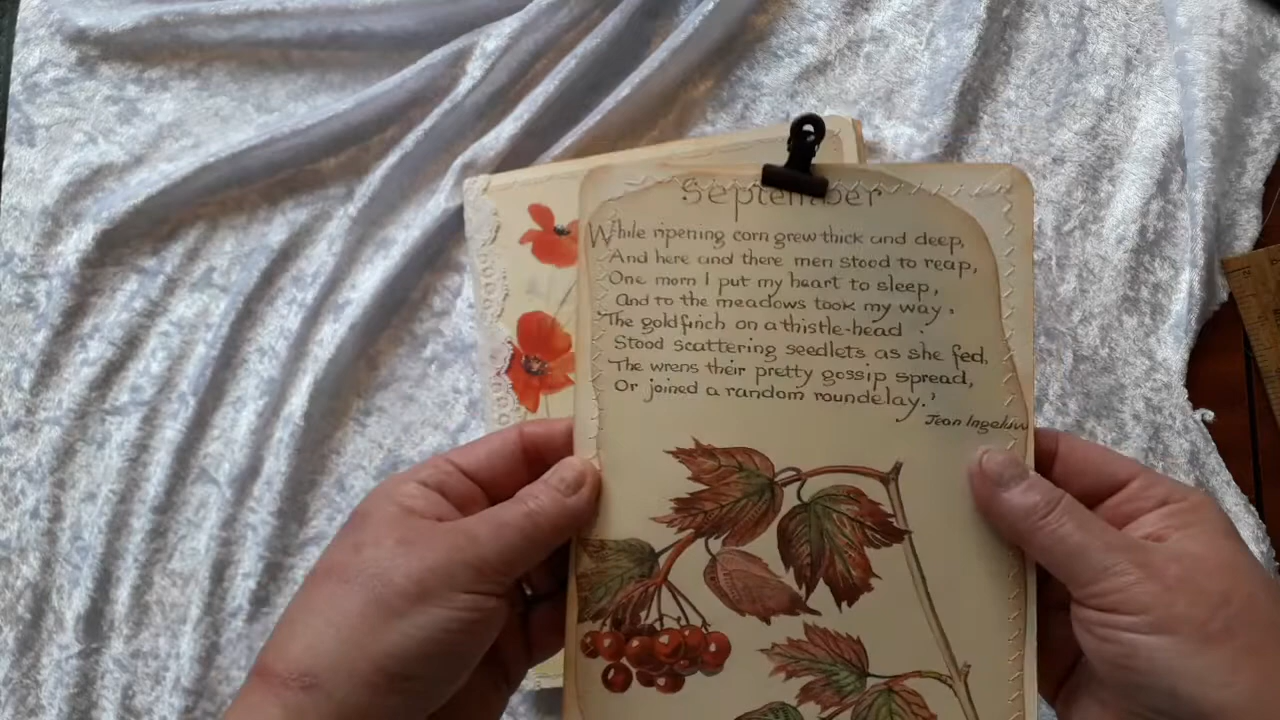 September
While ripening corn grew thick and deep,
And here and there men stood to reap,
One morn I put my heart to sleep,
And to the meadows took my way.
The goldfinch on a thistle-head
Stood scattering seedlets as she fed,
The wrens their pretty gossip spread,
Or joined a random roundelay.'
Jean Ingelow